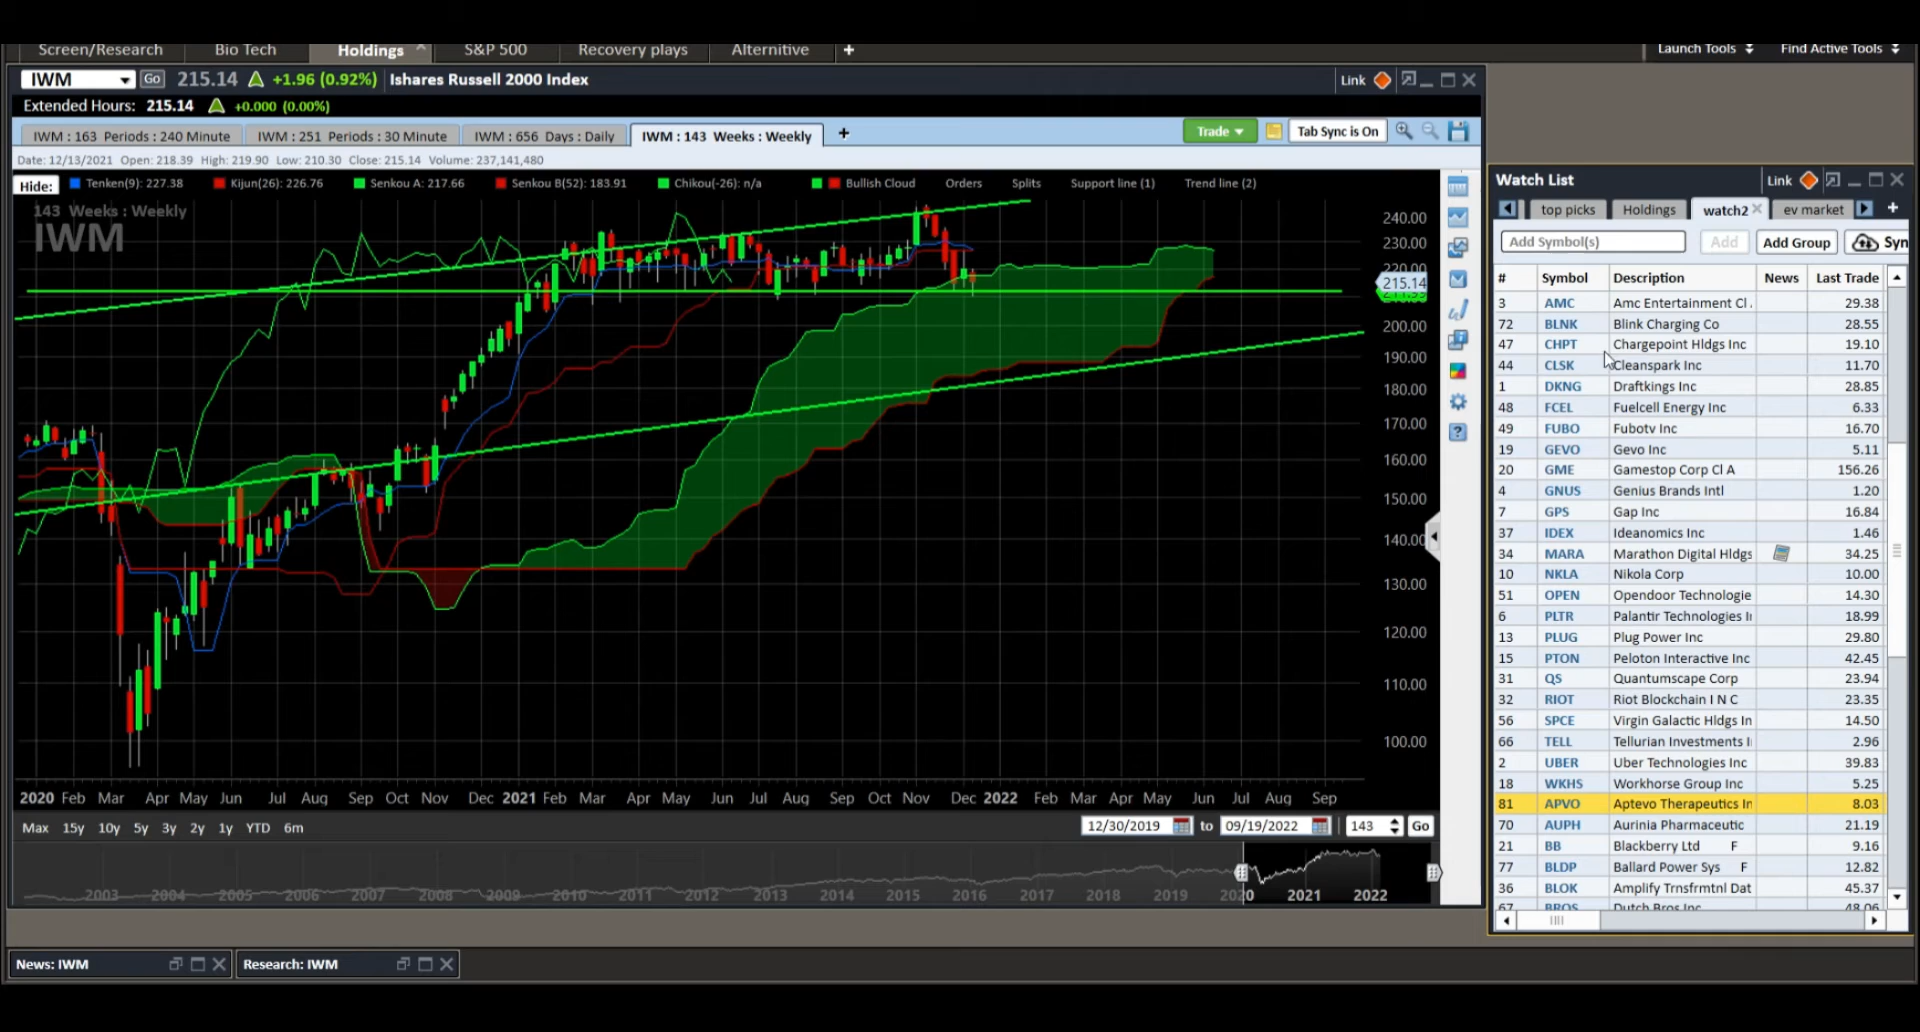 Screen/Research Bio Tech Holdings S&P 500 Recovery plays Alternitive + Launch Tools Find Active Tools
IWM Go 215.14 +1.96 (0.92%) Ishares Russell 2000 Index Link
Extended Hours: 215.14 +0.000 (0.00%)
IWM : 163 Periods : 240 Minute IWM : 251 Periods : 30 Minute IWM : 656 Days : Daily IWM : 143 Weeks : Weekly + Trade Tab Sync is On
Date: 12/13/2021 Open: 218.39 High: 219.90 Low: 210.30 Close: 215.14 Volume: 237,141,480
Hide: Tenken(9): 227.38 Kijun(26): 226.76 Senkou A: 217.66 Senkou B(52): 183.91 Chikou(-26): n/a Bullish Cloud Orders Splits Support line (1) Trend line (2)
143 Weeks : Weekly
IWM
240.00
230.00
220.00
215.14
200.00
190.00
180.00
170.00
160.00
150.00
140.00
130.00
120.00
110.00
100.00
2020 Feb Mar Apr May Jun Jul Aug Sep Oct Nov Dec 2021 Feb Mar Apr May Jun Jul Aug Sep Oct Nov Dec 2022 Feb Mar Apr May Jun Jul Aug Sep
Max 15y 10y 5y 3y 2y 1y YTD 6m 12/30/2019 to 09/19/2022 143 Go
2003 2004 2005 2006 2007 2008 2009 2010 2011 2012 2013 2014 2015 2016 2017 2018 2019 2020 2021 2022
News: IWM Research: IWM
Watch List Link
top picks Holdings watch2 ev market +
Add Symbol(s) Add Add Group Syn
# Symbol Description News Last Trade
3 AMC Amc Entertainment Cl 29.38
72 BLNK Blink Charging Co 28.55
47 CHPT Chargepoint Hldgs Inc 19.10
44 CLSK Cleanspark Inc 11.70
1 DKNG Draftkings Inc 28.85
48 FCEL Fuelcell Energy Inc 6.33
49 FUBO Fubotv Inc 16.70
19 GEVO Gevo Inc 5.11
20 GME Gamestop Corp Cl A 156.26
4 GNUS Genius Brands Intl 1.20
7 GPS Gap Inc 16.84
37 IDEX Ideanomics Inc 1.46
34 MARA Marathon Digital Hldgs 34.25
10 NKLA Nikola Corp 10.00
51 OPEN Opendoor Technologie 14.30
6 PLTR Palantir Technologies I 18.99
13 PLUG Plug Power Inc 29.80
15 PTON Peloton Interactive Inc 42.45
31 QS Quantumscape Corp 23.94
32 RIOT Riot Blockchain I N C 23.35
56 SPCE Virgin Galactic Hldgs In 14.50
66 TELL Tellurian Investments I 2.96
2 UBER Uber Technologies Inc 39.83
18 WKHS Workhorse Group Inc 5.25
81 APVO Aptevo Therapeutics In 8.03
70 AUPH Aurinia Pharmaceutic 21.19
21 BB Blackberry Ltd F 9.16
77 BLDP Ballard Power Sys F 12.82
36 BLOK Amplify Trnsfrmtnl Dat 45.37
67 BROS Dutch Bros Inc 48.06